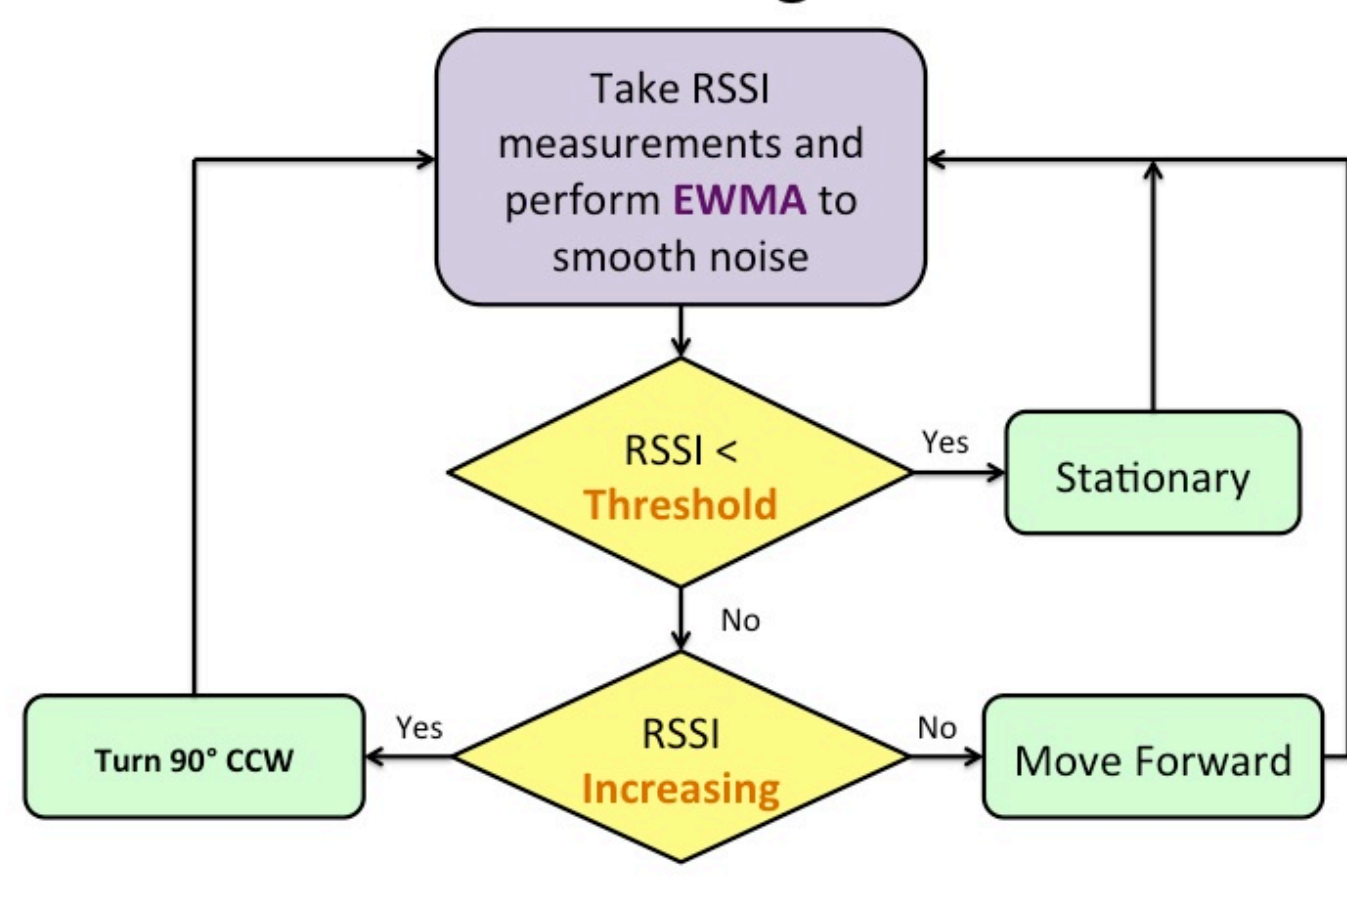 Take RSSI
measurements and
perform EWMA to
smooth noise
RSSI <
Threshold
Yes
Stationary
No
RSSI
Increasing
Yes
Turn 90° CCW
No
Move Forward